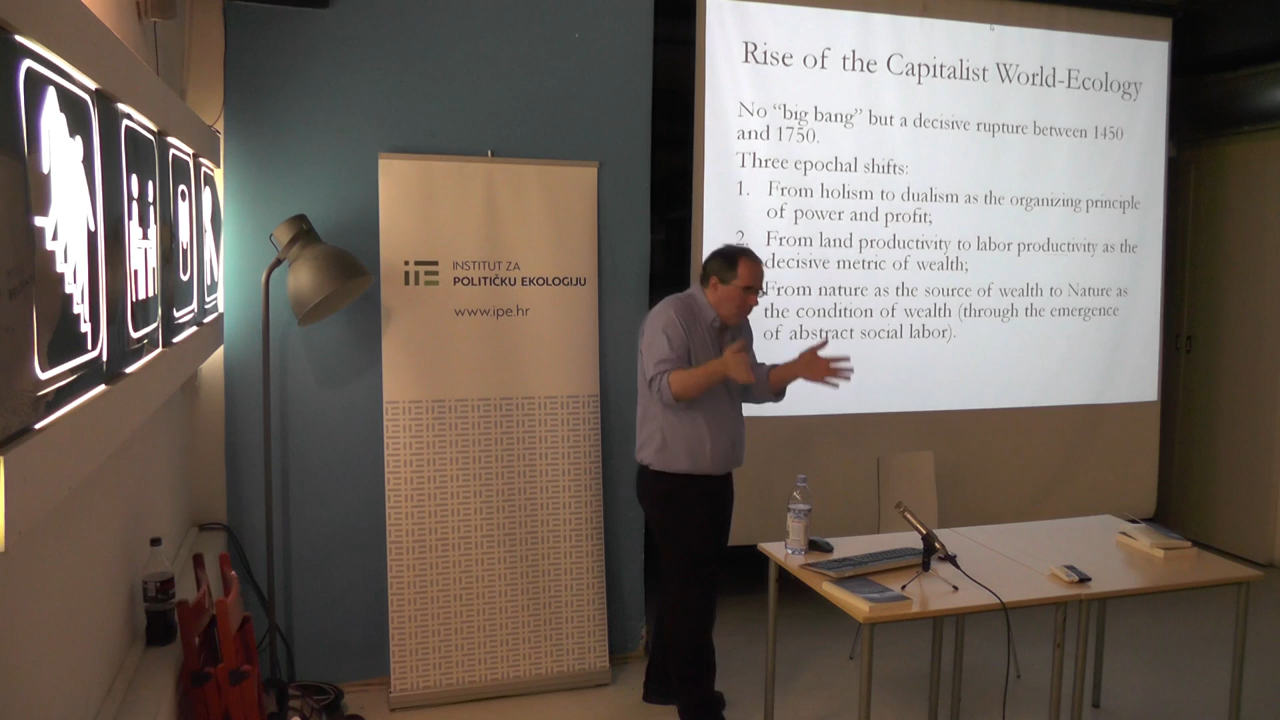 INSTITUT ZA
POLITIČKU EKOLOGIJU
www.ipe.hr
Rise of the Capitalist World-Ecology
No “big bang” but a decisive rupture between 1450
and 1750.
Three epochal shifts:
1. From holism to dualism as the organizing principle
of power and profit;
2. From land productivity to labor productivity as the
decisive metric of wealth;
From nature as the source of wealth to Nature as
the condition of wealth (through the emergence
of abstract social labor).